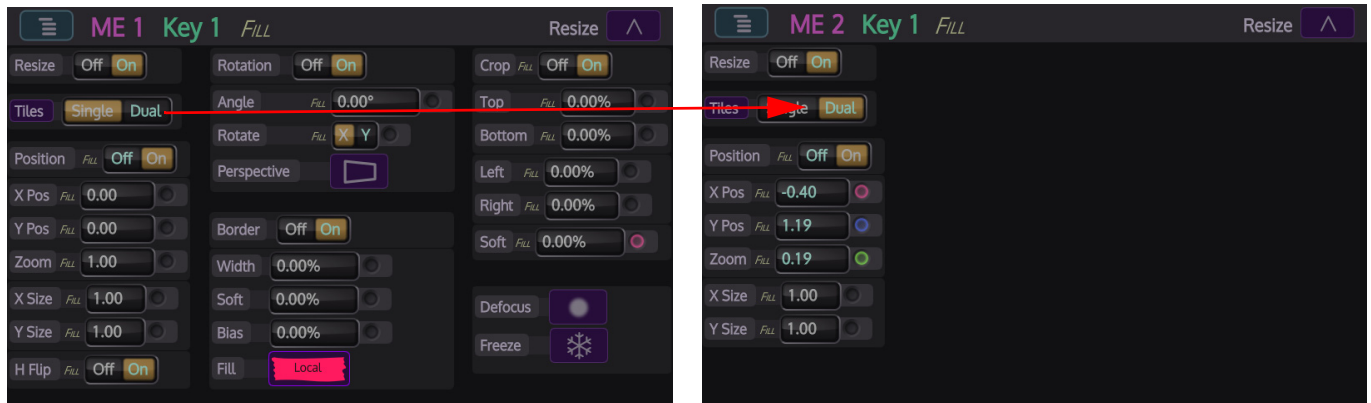 ME 1 Key 1 FILL Resize
Resize Off On
Tiles Single Dual
Position FILL Off On
X Pos FILL 0.00
Y Pos FILL 0.00
Zoom FILL 1.00
X Size FILL 1.00
Y Size FILL 1.00
H Flip FILL Off On
Rotation Off On
Angle FILL 0.00°
Rotate FILL X Y
Perspective
Border Off On
Width 0.00%
Soft 0.00%
Bias 0.00%
Fill Local
Crop FILL Off On
Top FILL 0.00%
Bottom FILL 0.00%
Left FILL 0.00%
Right FILL 0.00%
Soft FILL 0.00%
Defocus
Freeze
ME 2 Key 1 FILL Resize
Resize Off On
Tiles Dual
Position FILL Off On
X Pos FILL -0.40
Y Pos FILL 1.19
Zoom FILL 0.19
X Size FILL 1.00
Y Size FILL 1.00